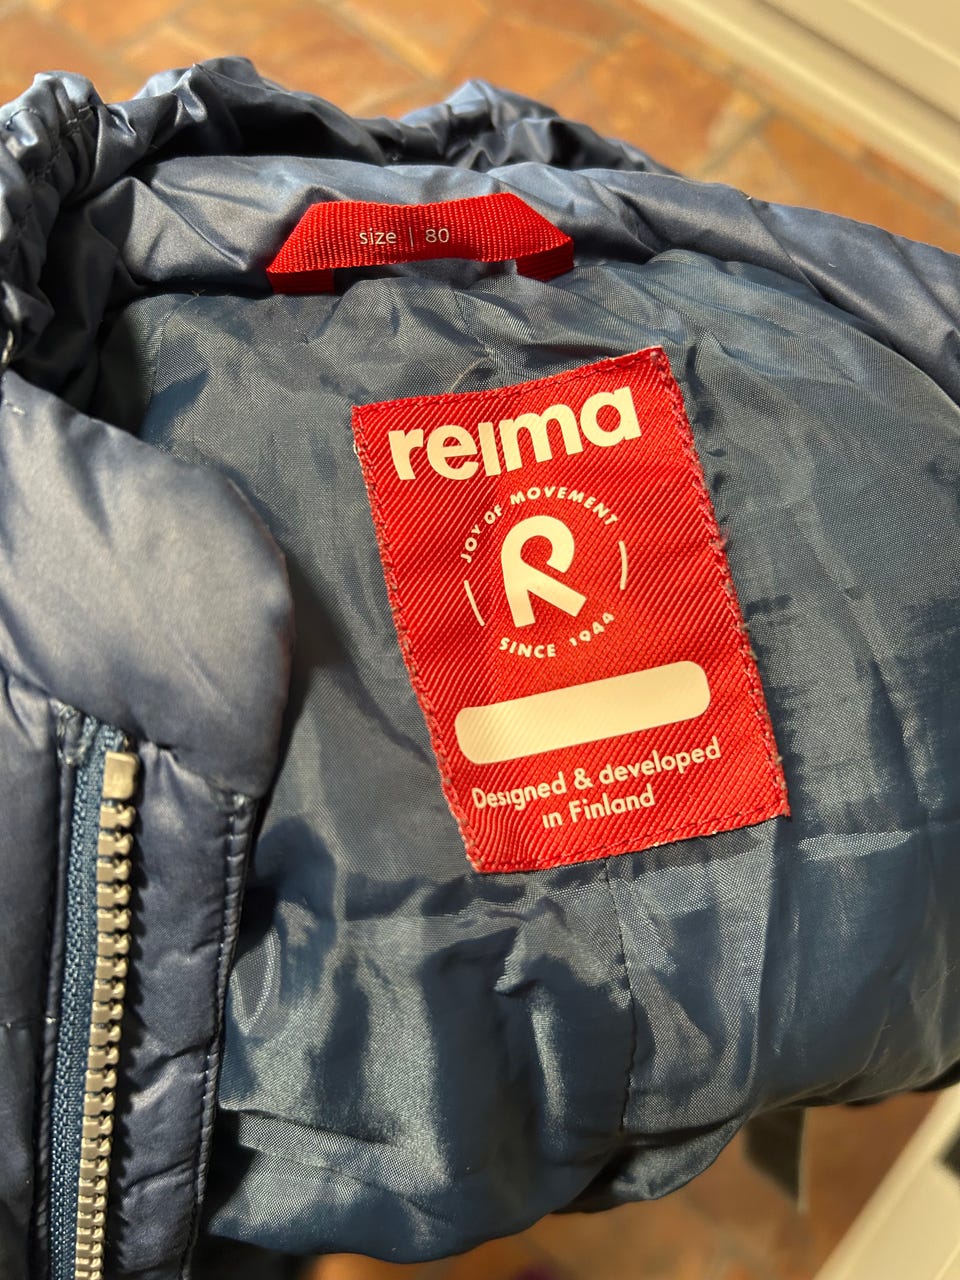 size | 80
reima
JOY OF MOVEMENT
SINCE 1944
Designed & developed
in Finland